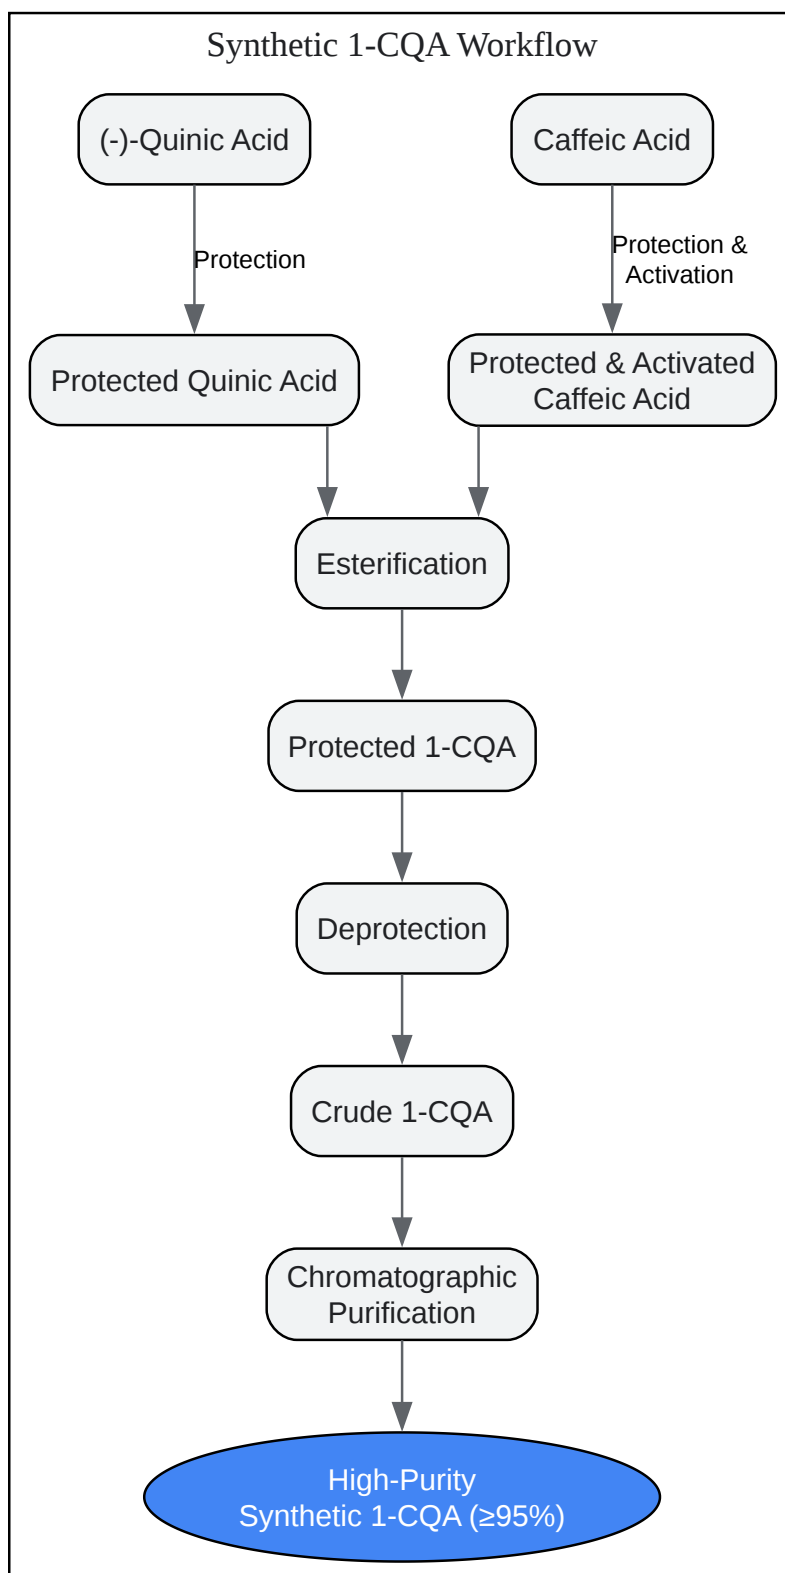 Synthetic 1-CQA Workflow
(-)-Quinic Acid
Caffeic Acid
Protection
Protection &
Activation
Protected Quinic Acid
Protected & Activated
Caffeic Acid
Esterification
Protected 1-CQA
Deprotection
Crude 1-CQA
Chromatographic
Purification
High-Purity
Synthetic 1-CQA (≥95%)